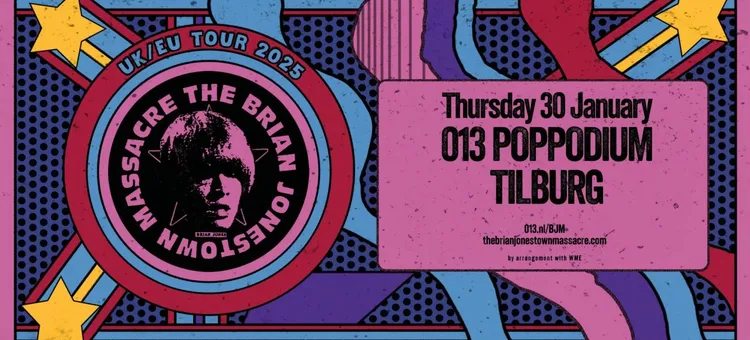 UK/EU TOUR 2025
THE BRIAN JONESTOWN MASSACRE
BRIAN JONES
Thursday 30 January
013 POPPODIUM
TILBURG
013.nl/BJM
thebrianjonestownmassacre.com
by arrangement with WME